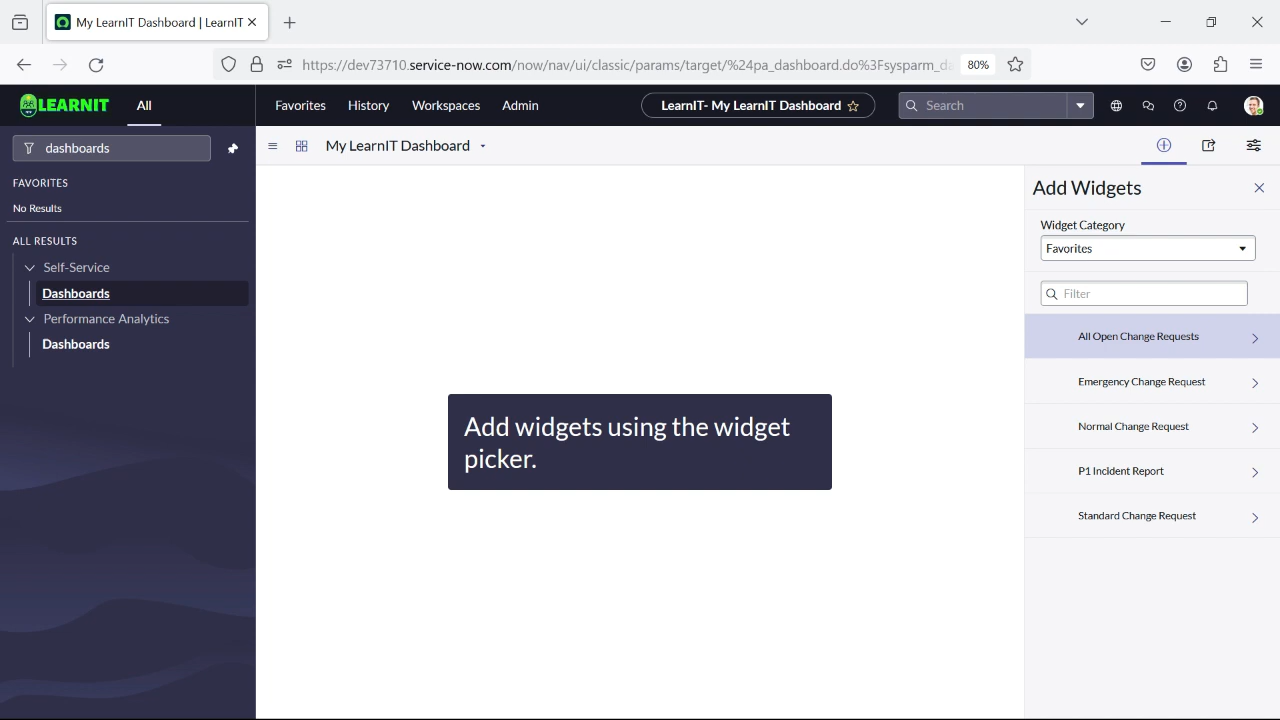 My LearnIT Dashboard | LearnIT
https://dev73710.service-now.com/now/nav/ui/classic/params/target/%24pa_dashboard.do%3Fsysparm_da
80%
LEARNIT
All
Favorites
History
Workspaces
Admin
LearnIT- My LearnIT Dashboard
Search
dashboards
My LearnIT Dashboard
FAVORITES
No Results
ALL RESULTS
Self-Service
Dashboards
Performance Analytics
Dashboards
Add widgets using the widget
picker.
Add Widgets
Widget Category
Favorites
Filter
All Open Change Requests
Emergency Change Request
Normal Change Request
P1 Incident Report
Standard Change Request